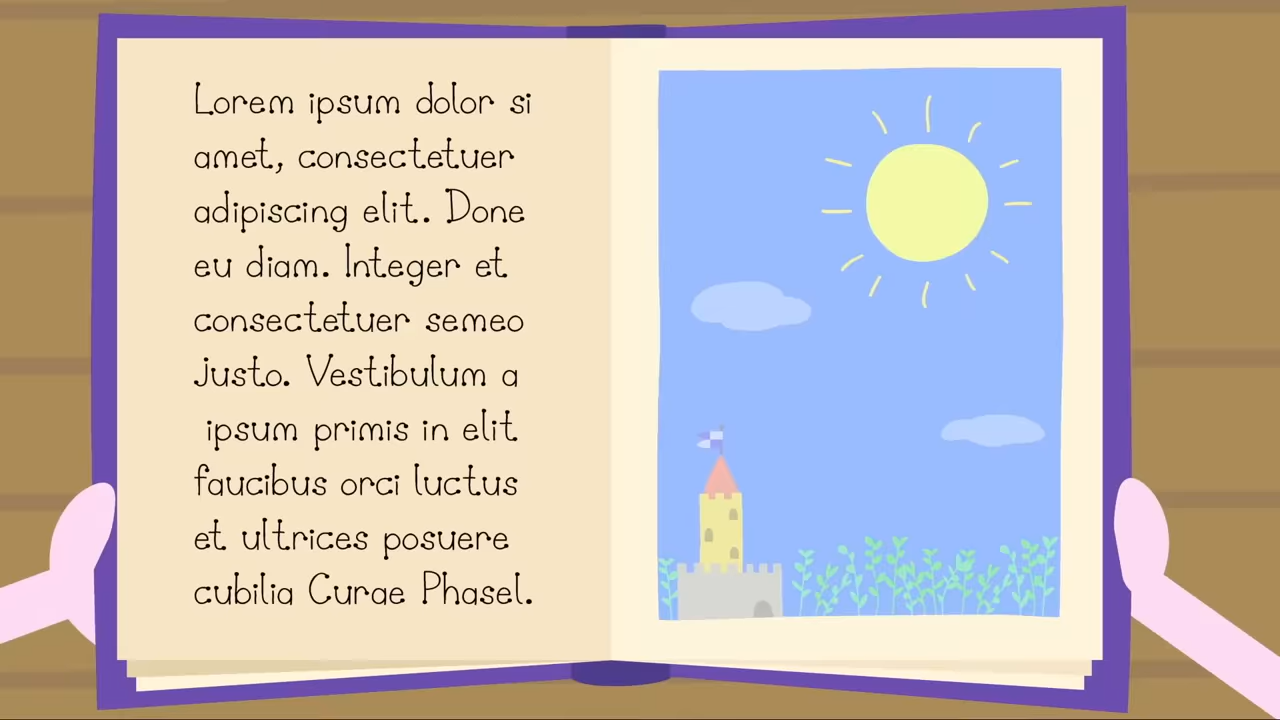 Lorem ipsum dolor si
amet, consectetuer
adipiscing elit. Done
eu diam. Integer et
consectetuer semeo
justo. Vestibulum a
ipsum primis in elit
faucibus orci luctus
et ultrices posuere
cubilia Curae Phasel.